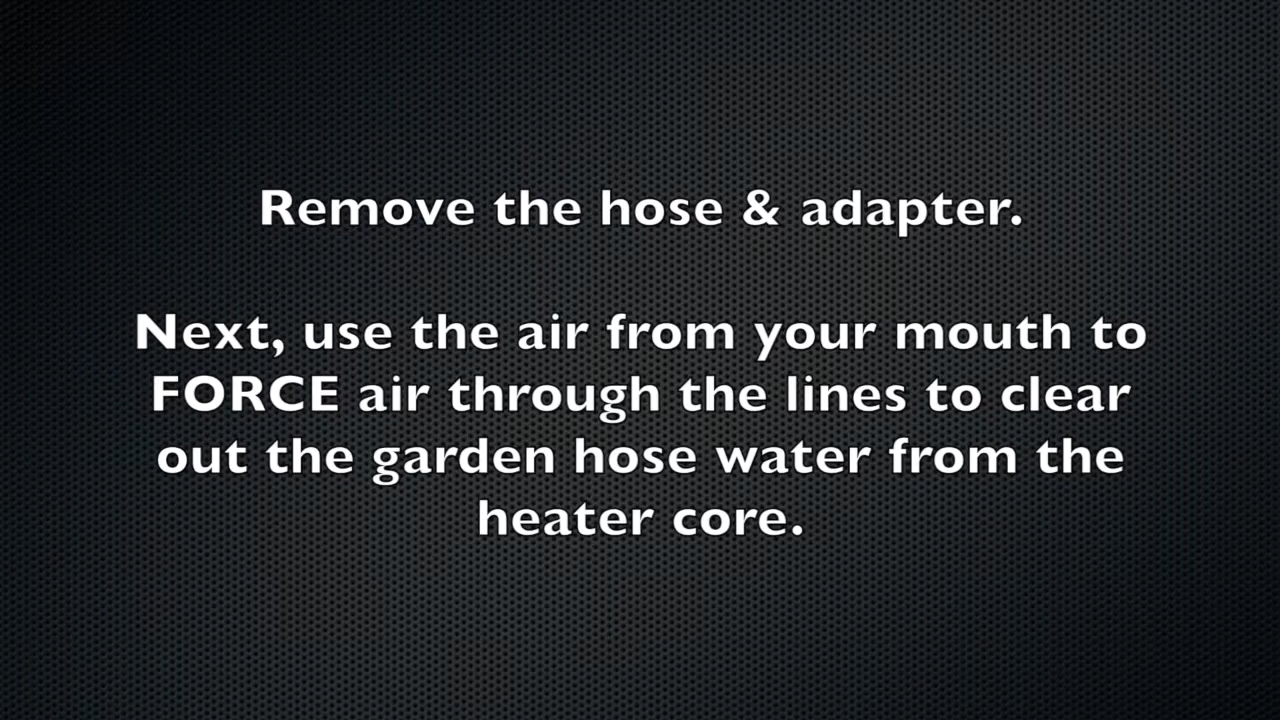 Remove the hose & adapter.
Next, use the air from your mouth to
FORCE air through the lines to clear
out the garden hose water from the
heater core.